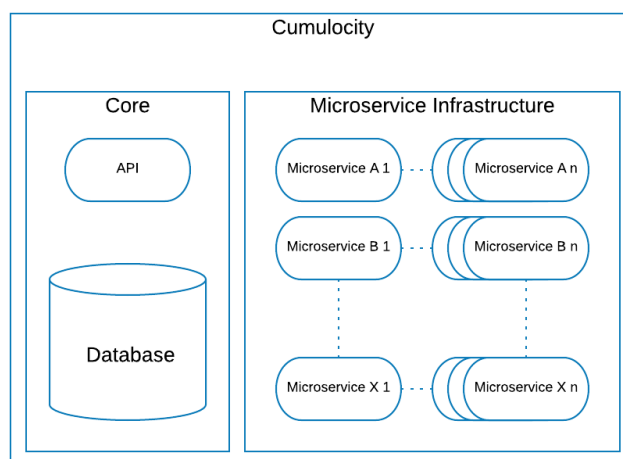 Cumulocity
Core
Microservice Infrastructure
API
Microservice A 1
Microservice A n
Microservice B 1
Microservice B n
Database
Microservice X 1
Microservice X n